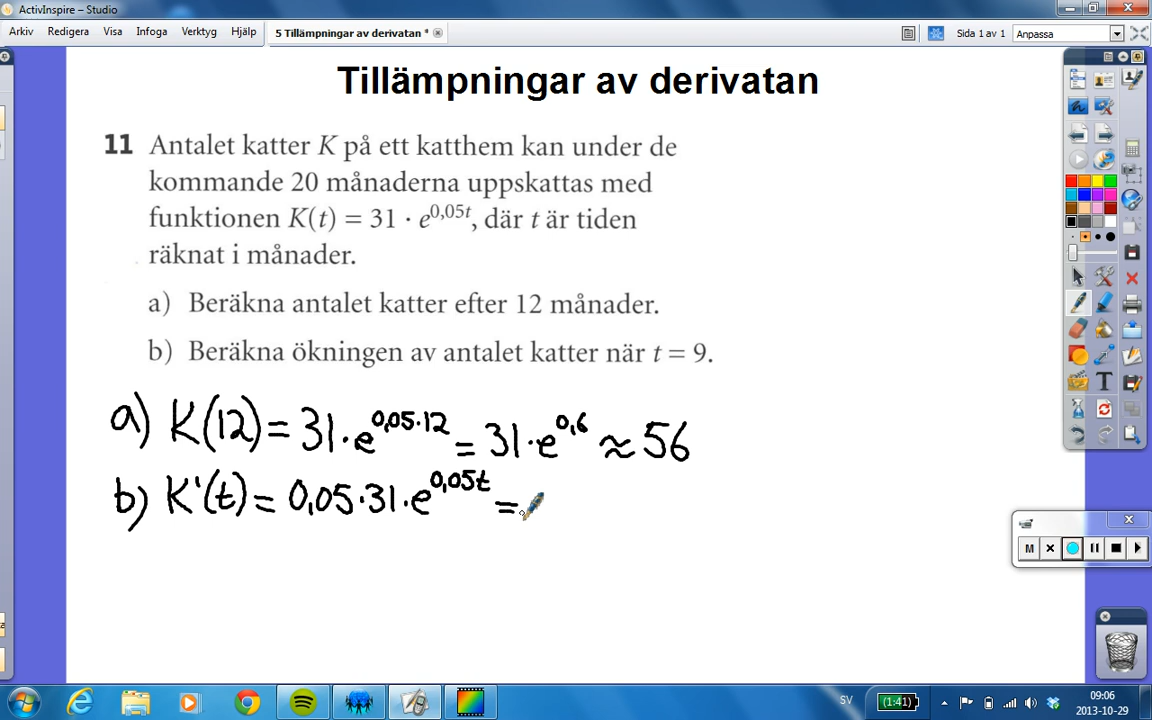 ActivInspire – Studio
Arkiv Redigera Visa Infoga Verktyg Hjälp
5 Tillämpningar av derivatan *
Sida 1 av 1
Anpassa
Tillämpningar av derivatan
11 Antalet katter K på ett katthem kan under de
kommande 20 månaderna uppskattas med
funktionen K(t) = 31 · e^0,05t, där t är tiden
räknat i månader.
a) Beräkna antalet katter efter 12 månader.
b) Beräkna ökningen av antalet katter när t = 9.
a) K(12) = 31·e^0,05·12 = 31·e^0,6 ≈ 56
b) K'(t) = 0,05·31·e^0,05t =
M
SV
(1:41)
09:06
2013-10-29